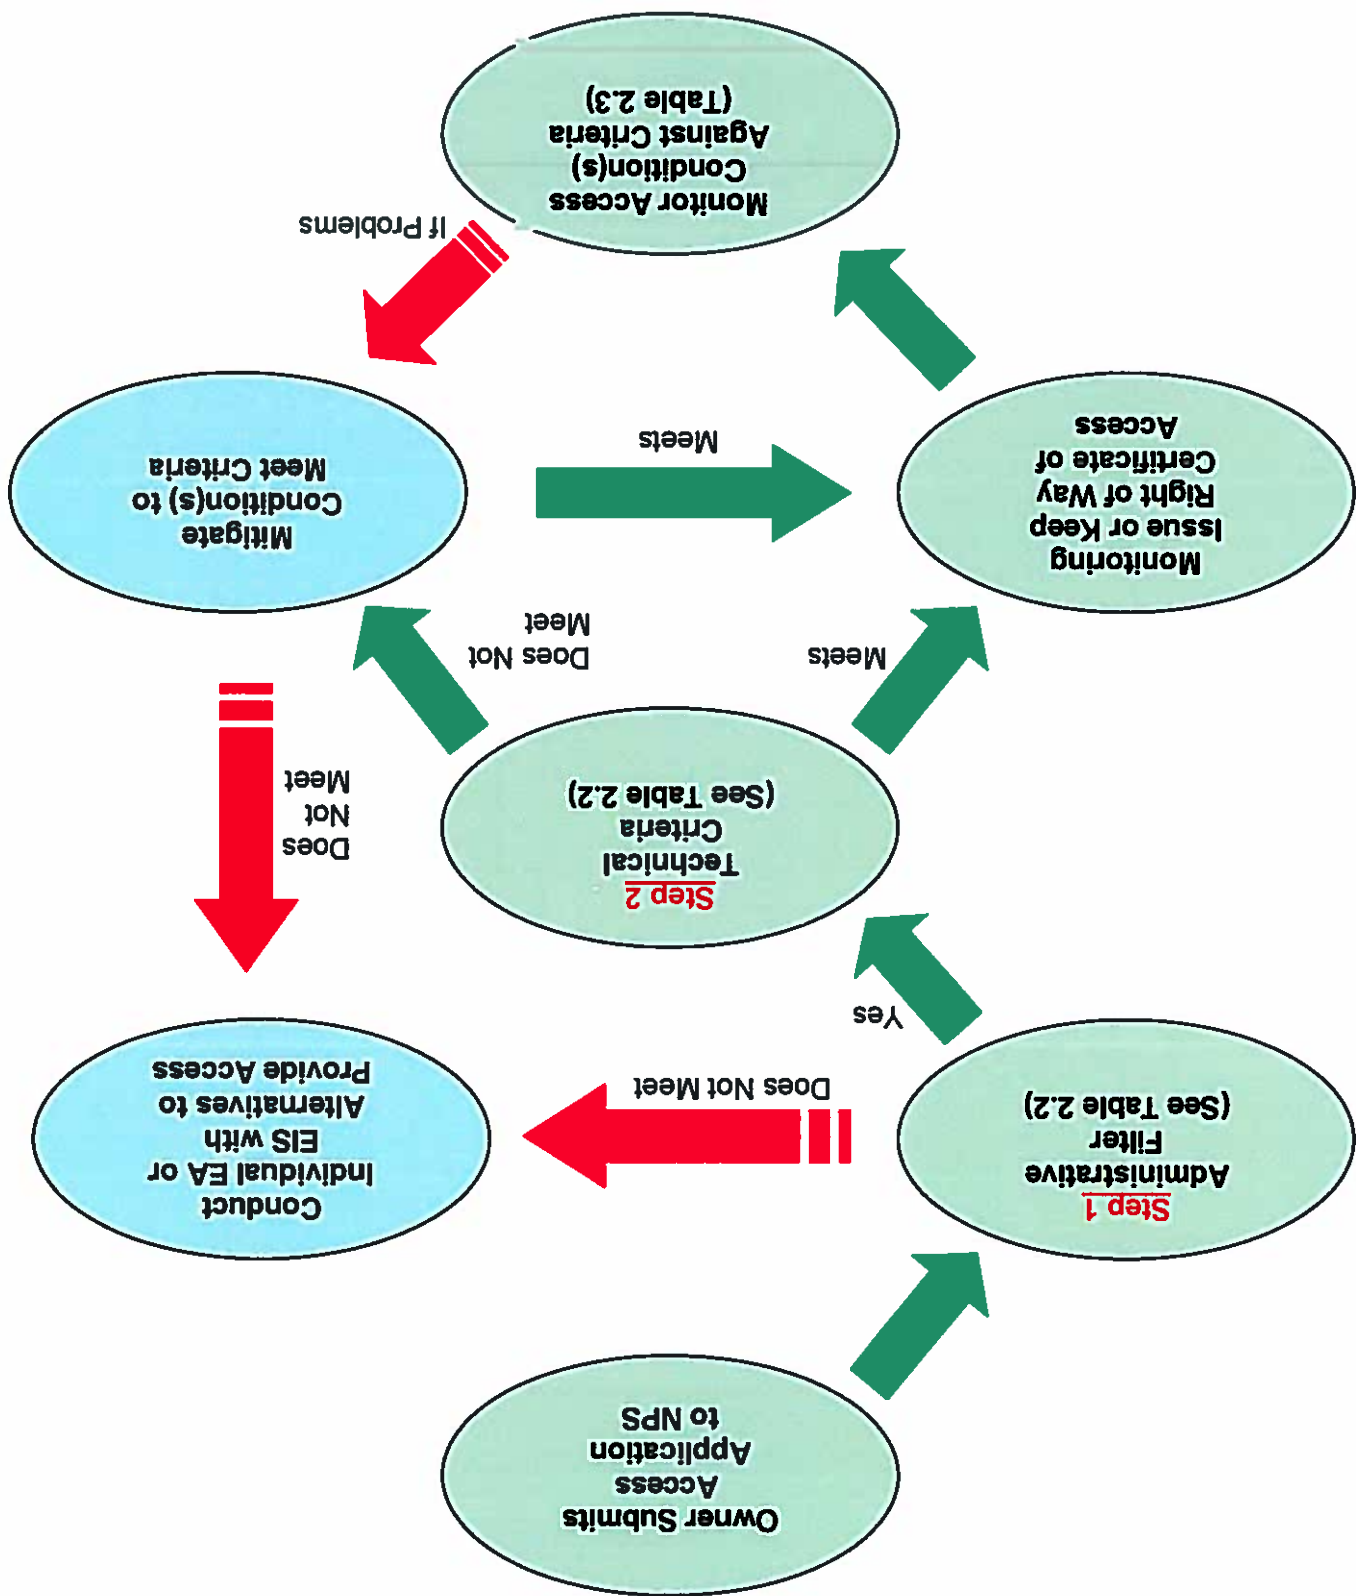 Owner Submits
Access
Application
to NPS
Step 1
Administrative
Filter
(See Table 2.2)
Does Not Meet
Conduct
Individual EA or
EIS with
Alternatives to
Provide Access
Yes
Step 2
Technical
Criteria
(See Table 2.2)
Does
Not
Meet
Meets
Does Not
Meet
Monitoring
Issue or Keep
Right of Way
Certificate of
Access
Meets
Mitigate
Condition(s) to
Meet Criteria
If Problems
Monitor Access
Condition(s)
Against Criteria
(Table 2.3)